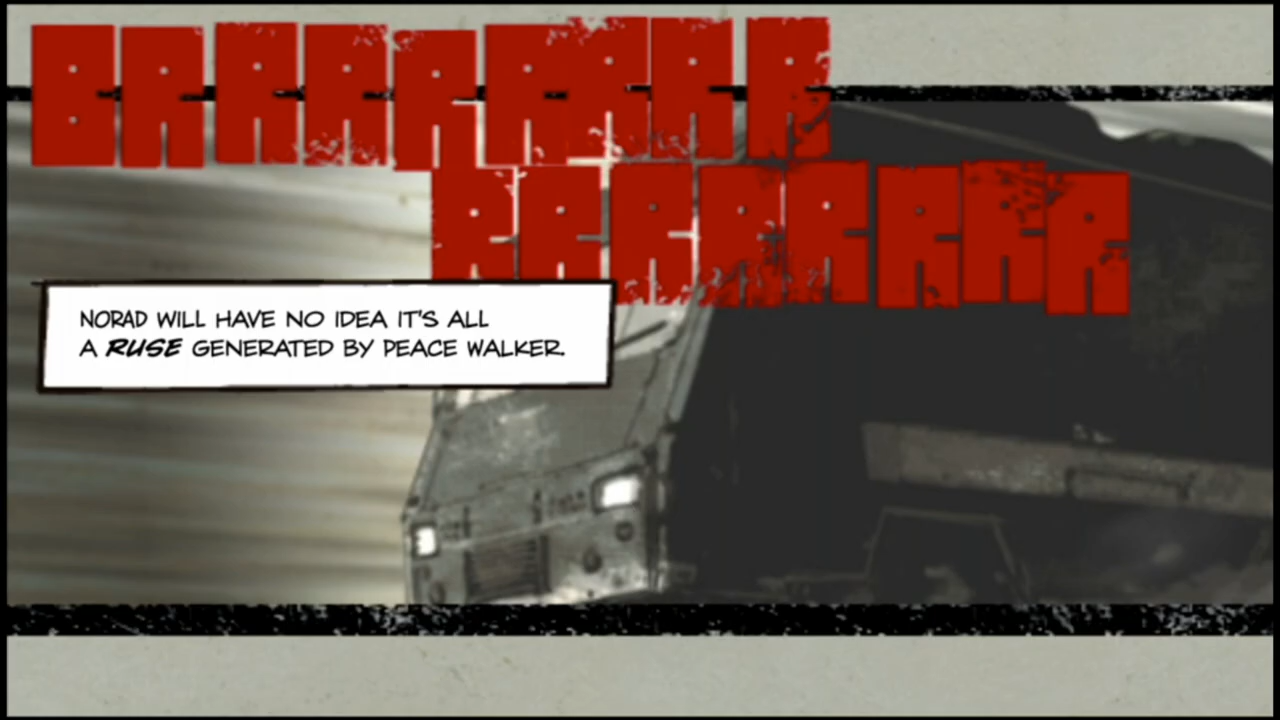 BRRRRRRRR
RRRRRRRR
NORAD WILL HAVE NO IDEA IT'S ALL
A RUSE GENERATED BY PEACE WALKER.